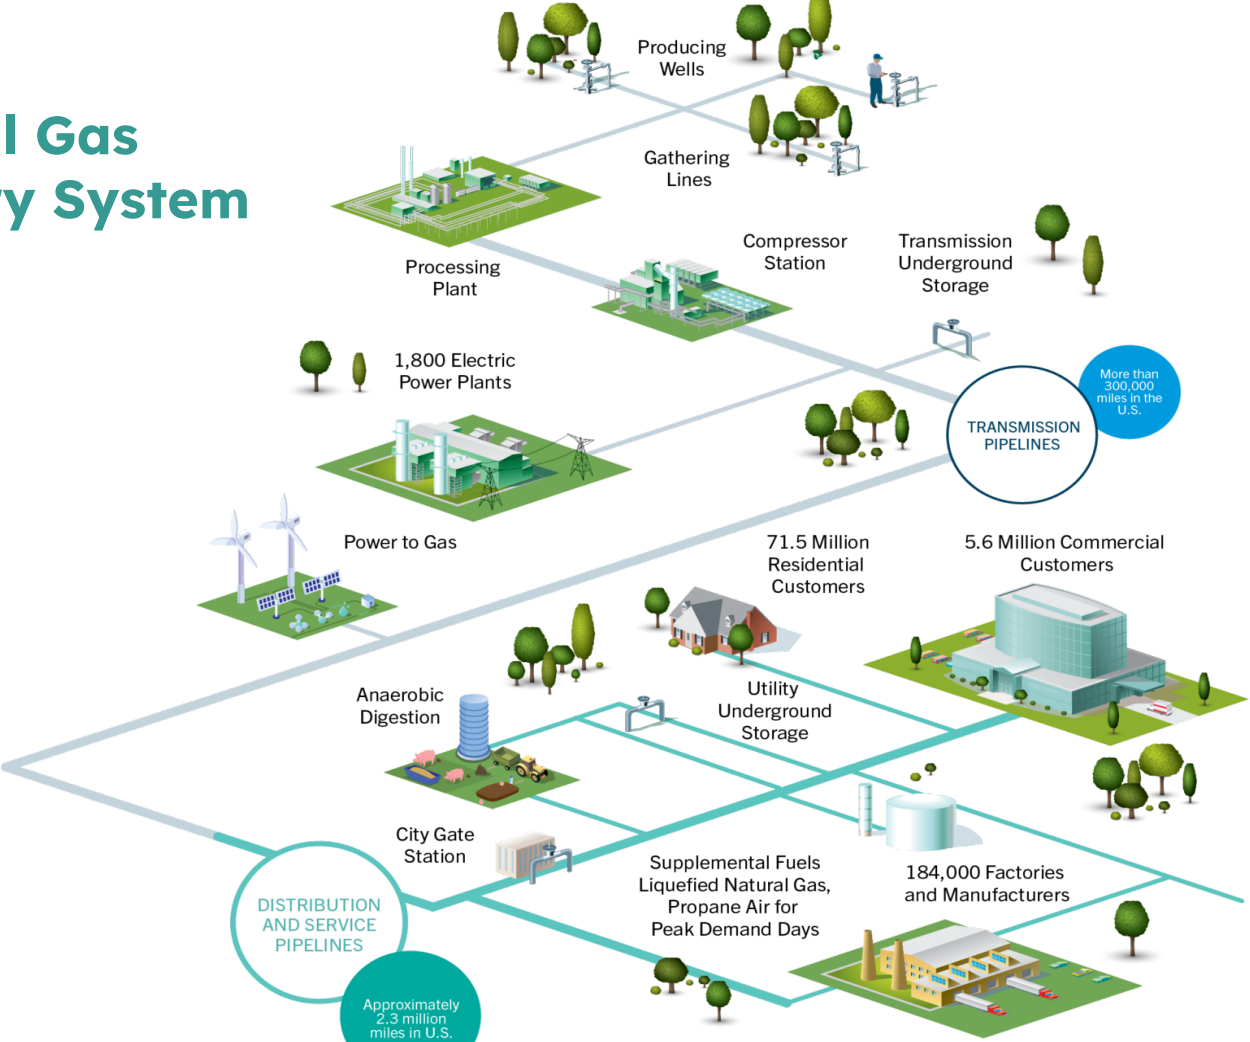 l Gas
y System
Producing
Wells
Gathering
Lines
Processing
Plant
Compressor
Station
Transmission
Underground
Storage
1,800 Electric
Power Plants
More than
300,000
miles in the
U.S.
TRANSMISSION
PIPELINES
Power to Gas
71.5 Million
Residential
Customers
5.6 Million Commercial
Customers
Anaerobic
Digestion
Utility
Underground
Storage
City Gate
Station
Supplemental Fuels
Liquefied Natural Gas,
Propane Air for
Peak Demand Days
184,000 Factories
and Manufacturers
DISTRIBUTION
AND SERVICE
PIPELINES
Approximately
2.3 million
miles in U.S.